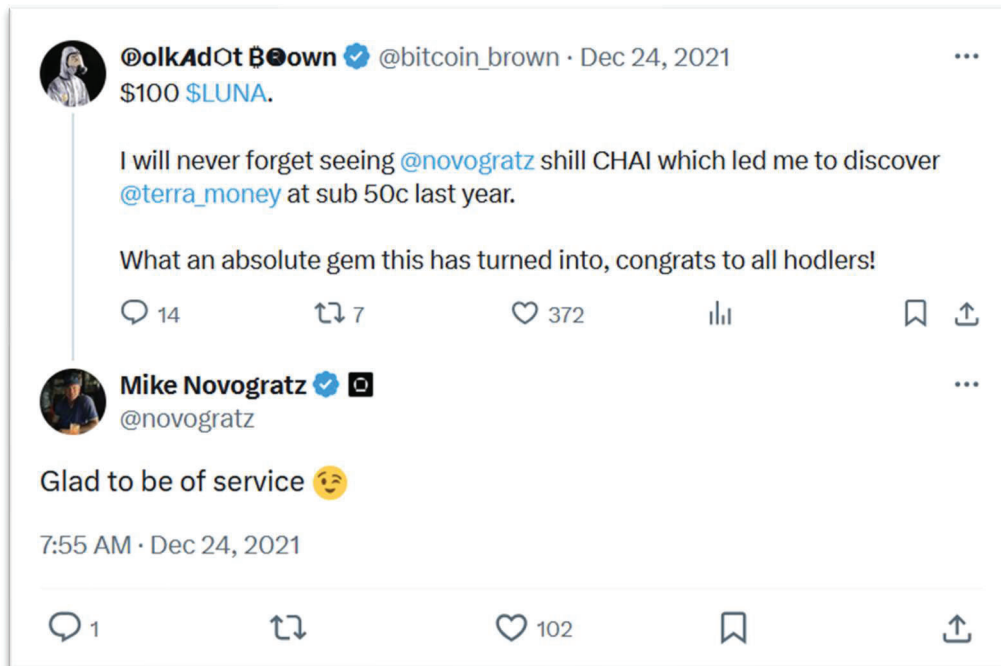 ⓅolkAdⵔt ₿🅡own @bitcoin_brown · Dec 24, 2021
$100 $LUNA.
I will never forget seeing @novogratz shill CHAI which led me to discover
@terra_money at sub 50c last year.
What an absolute gem this has turned into, congrats to all hodlers!
14 7 372
Mike Novogratz
@novogratz
Glad to be of service 😉
7:55 AM · Dec 24, 2021
1 102